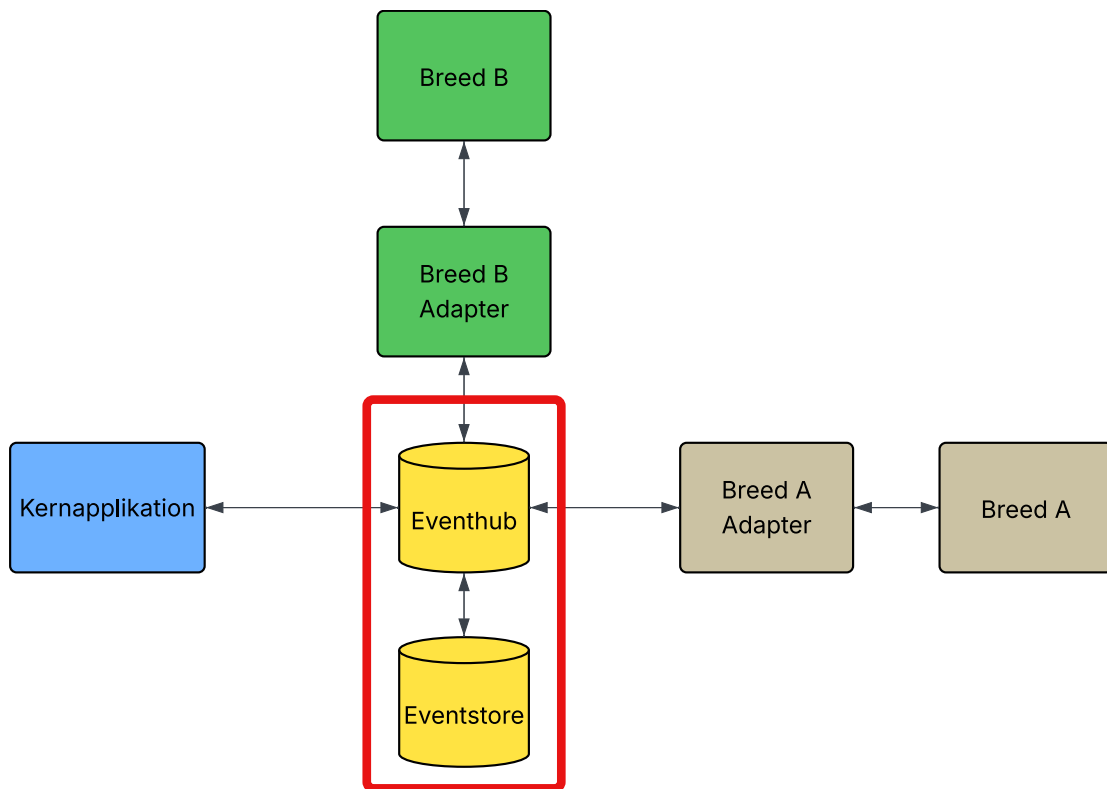 Breed B
Breed B
Adapter
Kernapplikation
Eventhub
Breed A
Adapter
Breed A
Eventstore